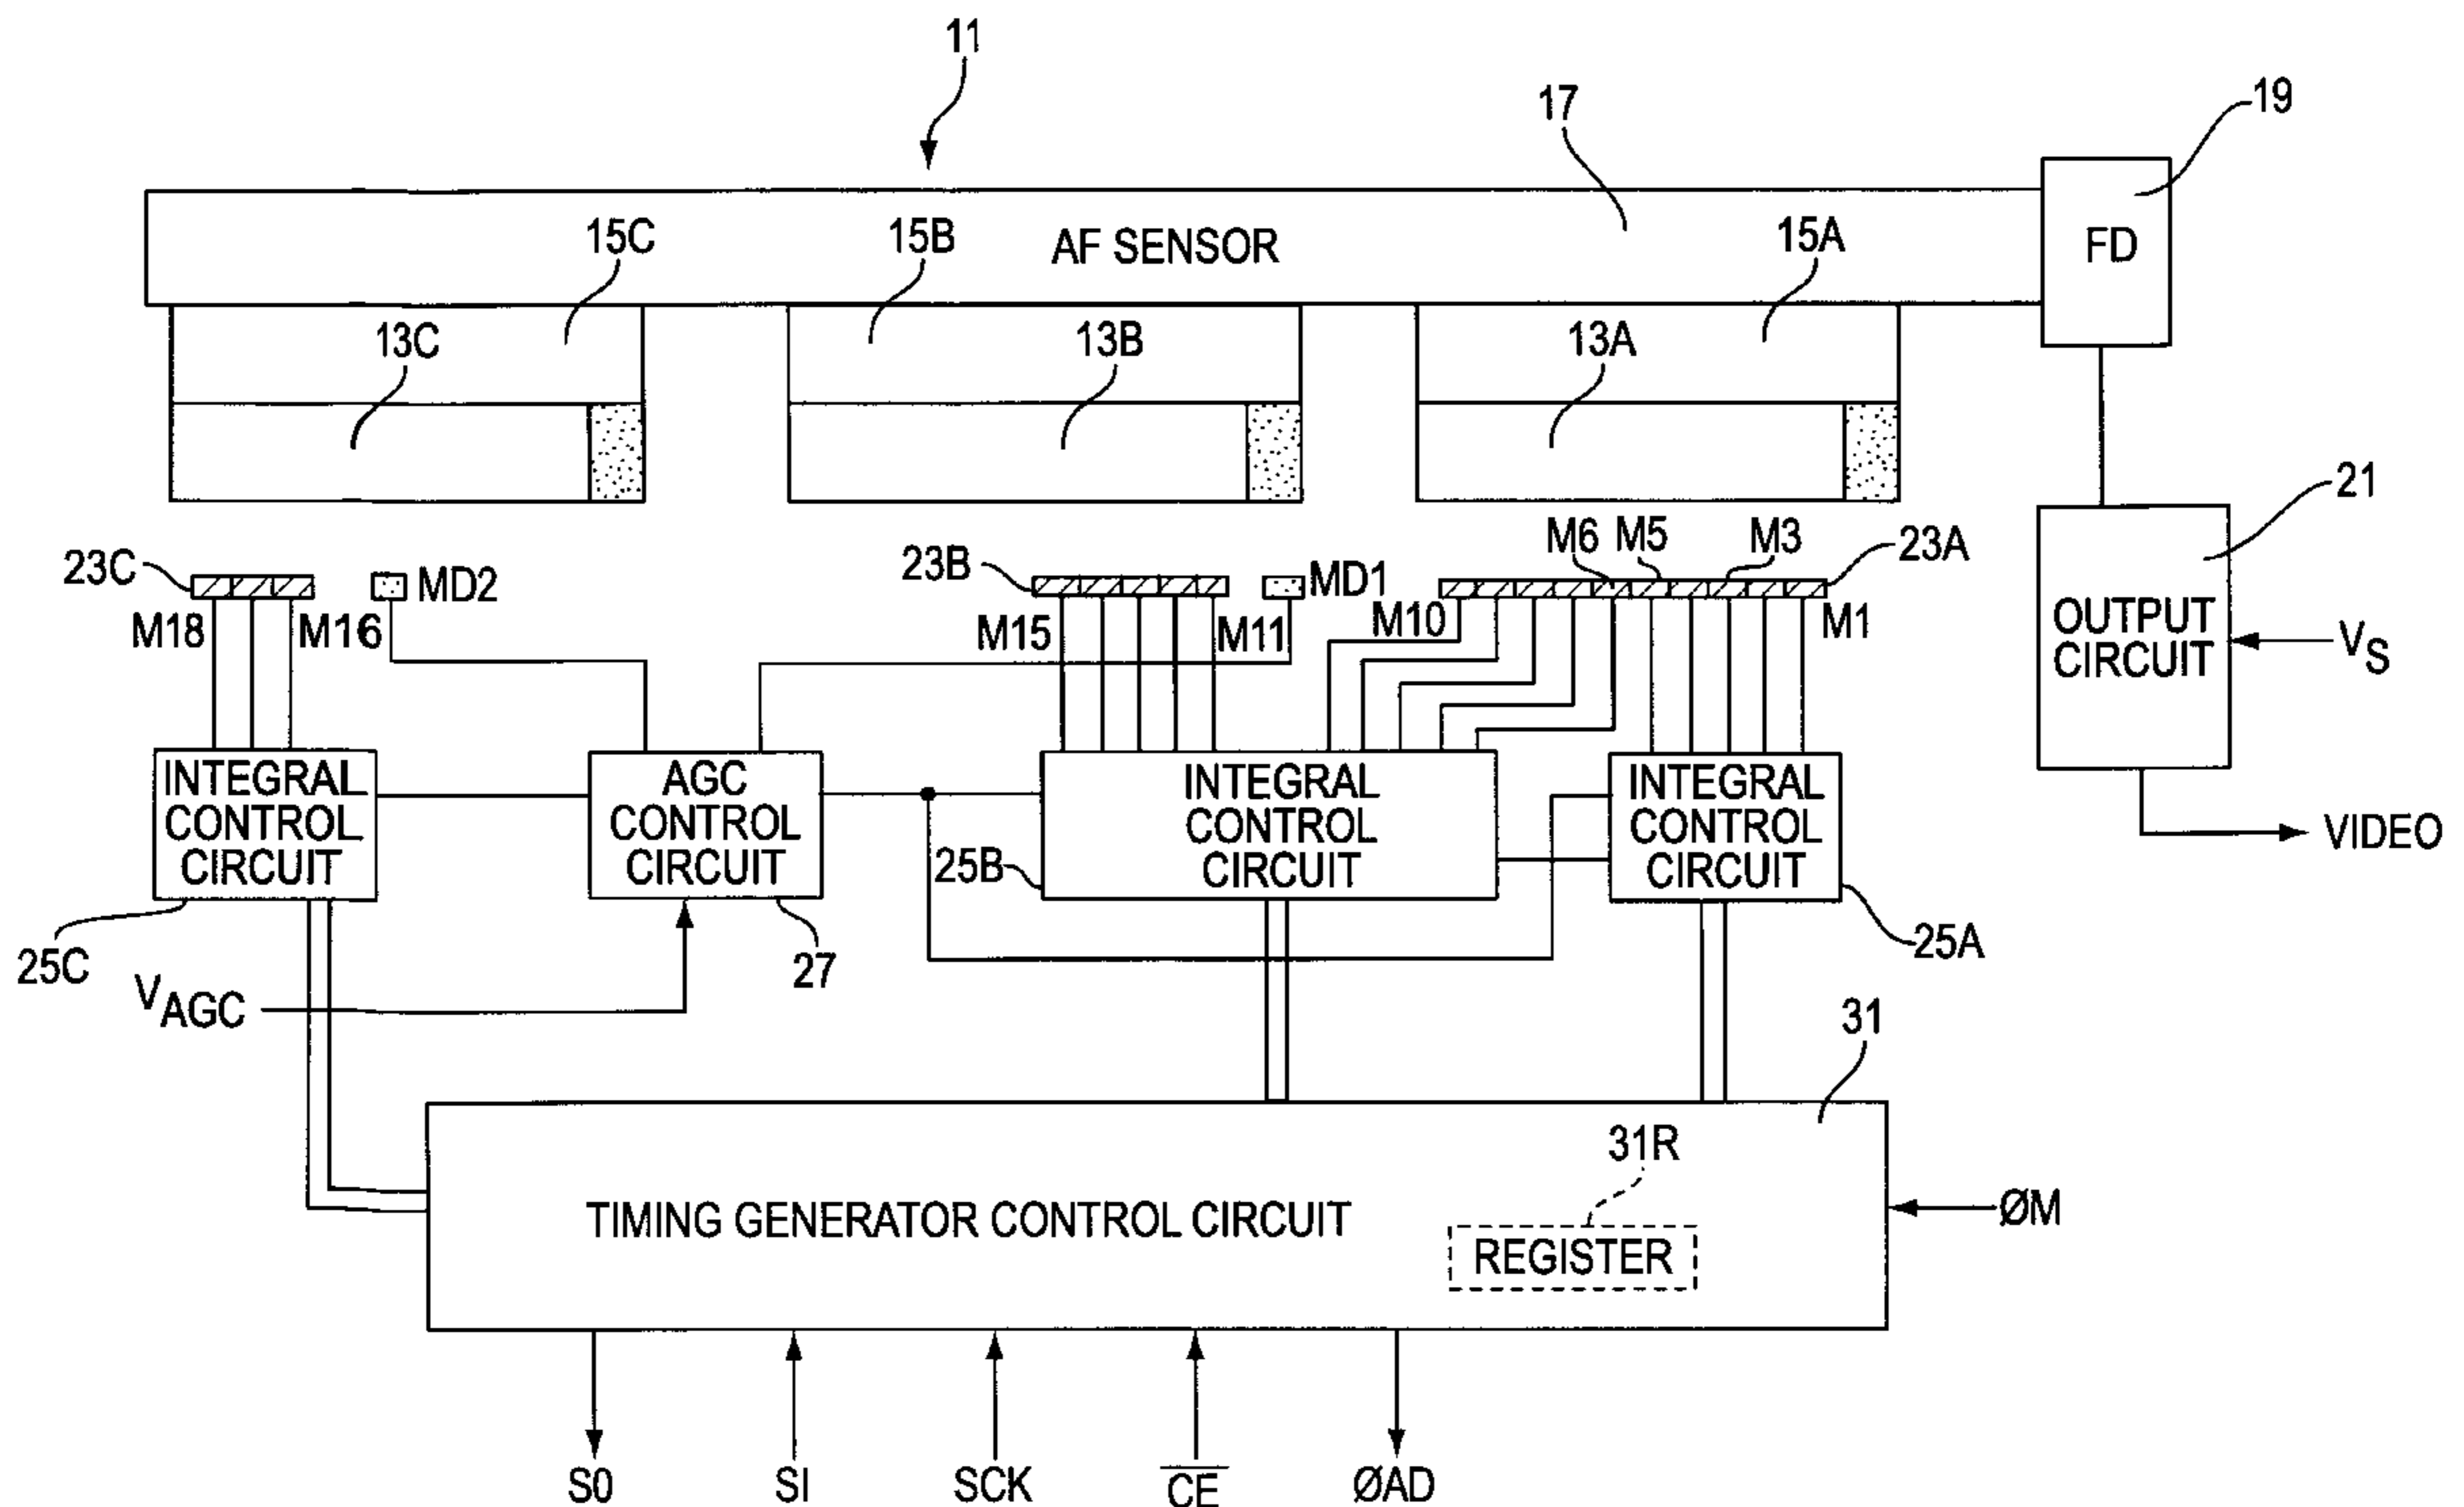 11
17
19
15C
15B
AF SENSOR
15A
FD
13C
13B
13A
21
23C
MD2
23B
MD1
M6
M5
M3
23A
M18
M16
M15
M11
M10
M1
OUTPUT
CIRCUIT
VS
INTEGRAL
CONTROL
CIRCUIT
AGC
CONTROL
CIRCUIT
INTEGRAL
CONTROL
CIRCUIT
INTEGRAL
CONTROL
CIRCUIT
VIDEO
25C
27
25B
25A
VAGC
31
31R
TIMING GENERATOR CONTROL CIRCUIT
REGISTER
ØM
S0
SI
SCK
C̅E̅
ØAD